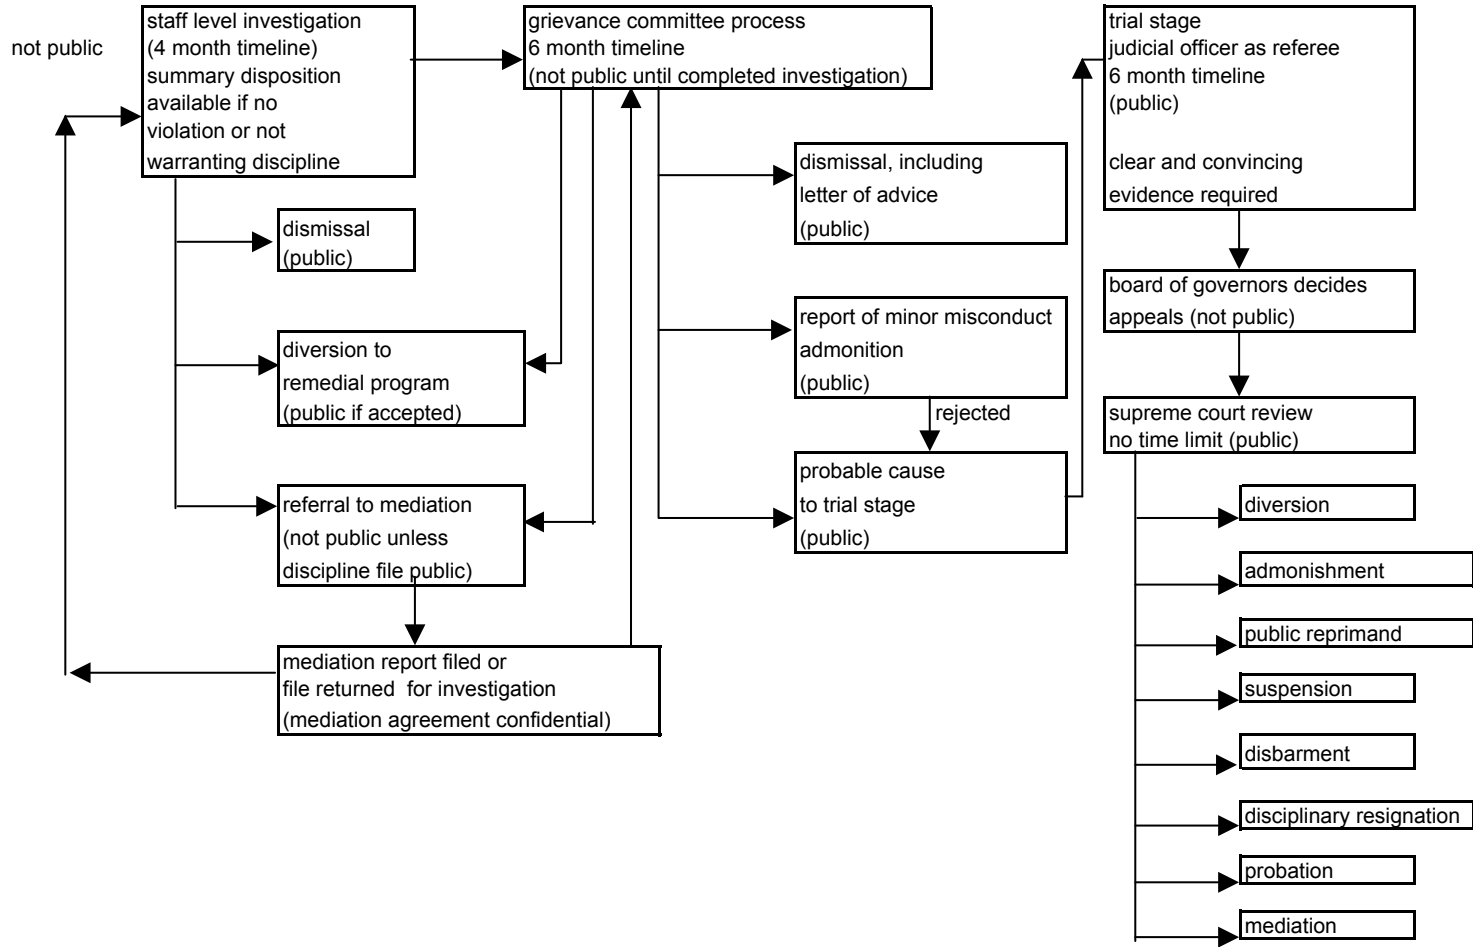 not public
staff level investigation
(4 month timeline)
summary disposition
available if no
violation or not
warranting discipline
dismissal
(public)
diversion to
remedial program
(public if accepted)
referral to mediation
(not public unless
discipline file public)
mediation report filed or
file returned for investigation
(mediation agreement confidential)
grievance committee process
6 month timeline
(not public until completed investigation)
dismissal, including
letter of advice
(public)
report of minor misconduct
admonition
(public)
rejected
probable cause
to trial stage
(public)
trial stage
judicial officer as referee
6 month timeline
(public)
clear and convincing
evidence required
board of governors decides
appeals (not public)
supreme court review
no time limit (public)
diversion
admonishment
public reprimand
suspension
disbarment
disciplinary resignation
probation
mediation